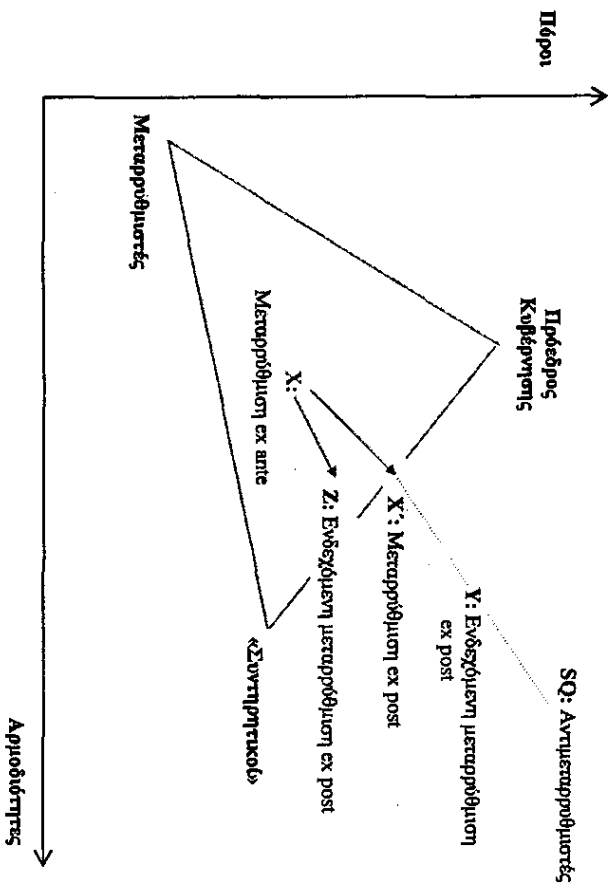 Πόροι
Πρόεδρος
Κυβέρνησης
SQ: Αντιμεταρρυθμιστές
Υ: Ενδεχόμενη μεταρρύθμιση
ex post
Χ΄: Μεταρρύθμιση ex post
Ζ: Ενδεχόμενη μεταρρύθμιση ex post
Χ:
Μεταρρύθμιση ex ante
«Συντηρητικοί»
Μεταρρυθμιστές
Αρμοδιότητες